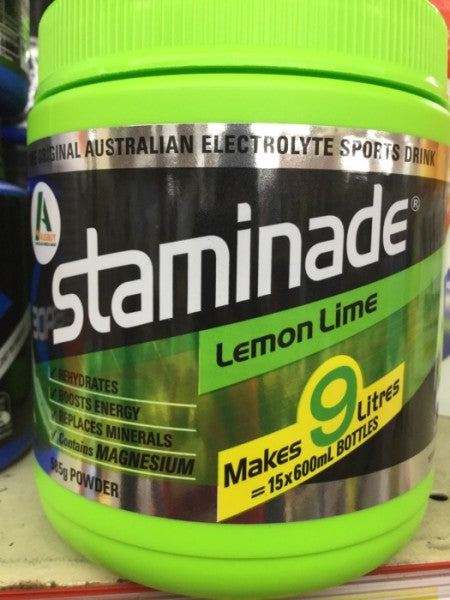 ORIGINAL AUSTRALIAN ELECTROLYTE SPORTS DRINK
staminade®
Lemon Lime
REHYDRATES
BOOSTS ENERGY
REPLACES MINERALS
Contains MAGNESIUM
585g POWDER
Makes 9 Litres
= 15x600mL BOTTLES